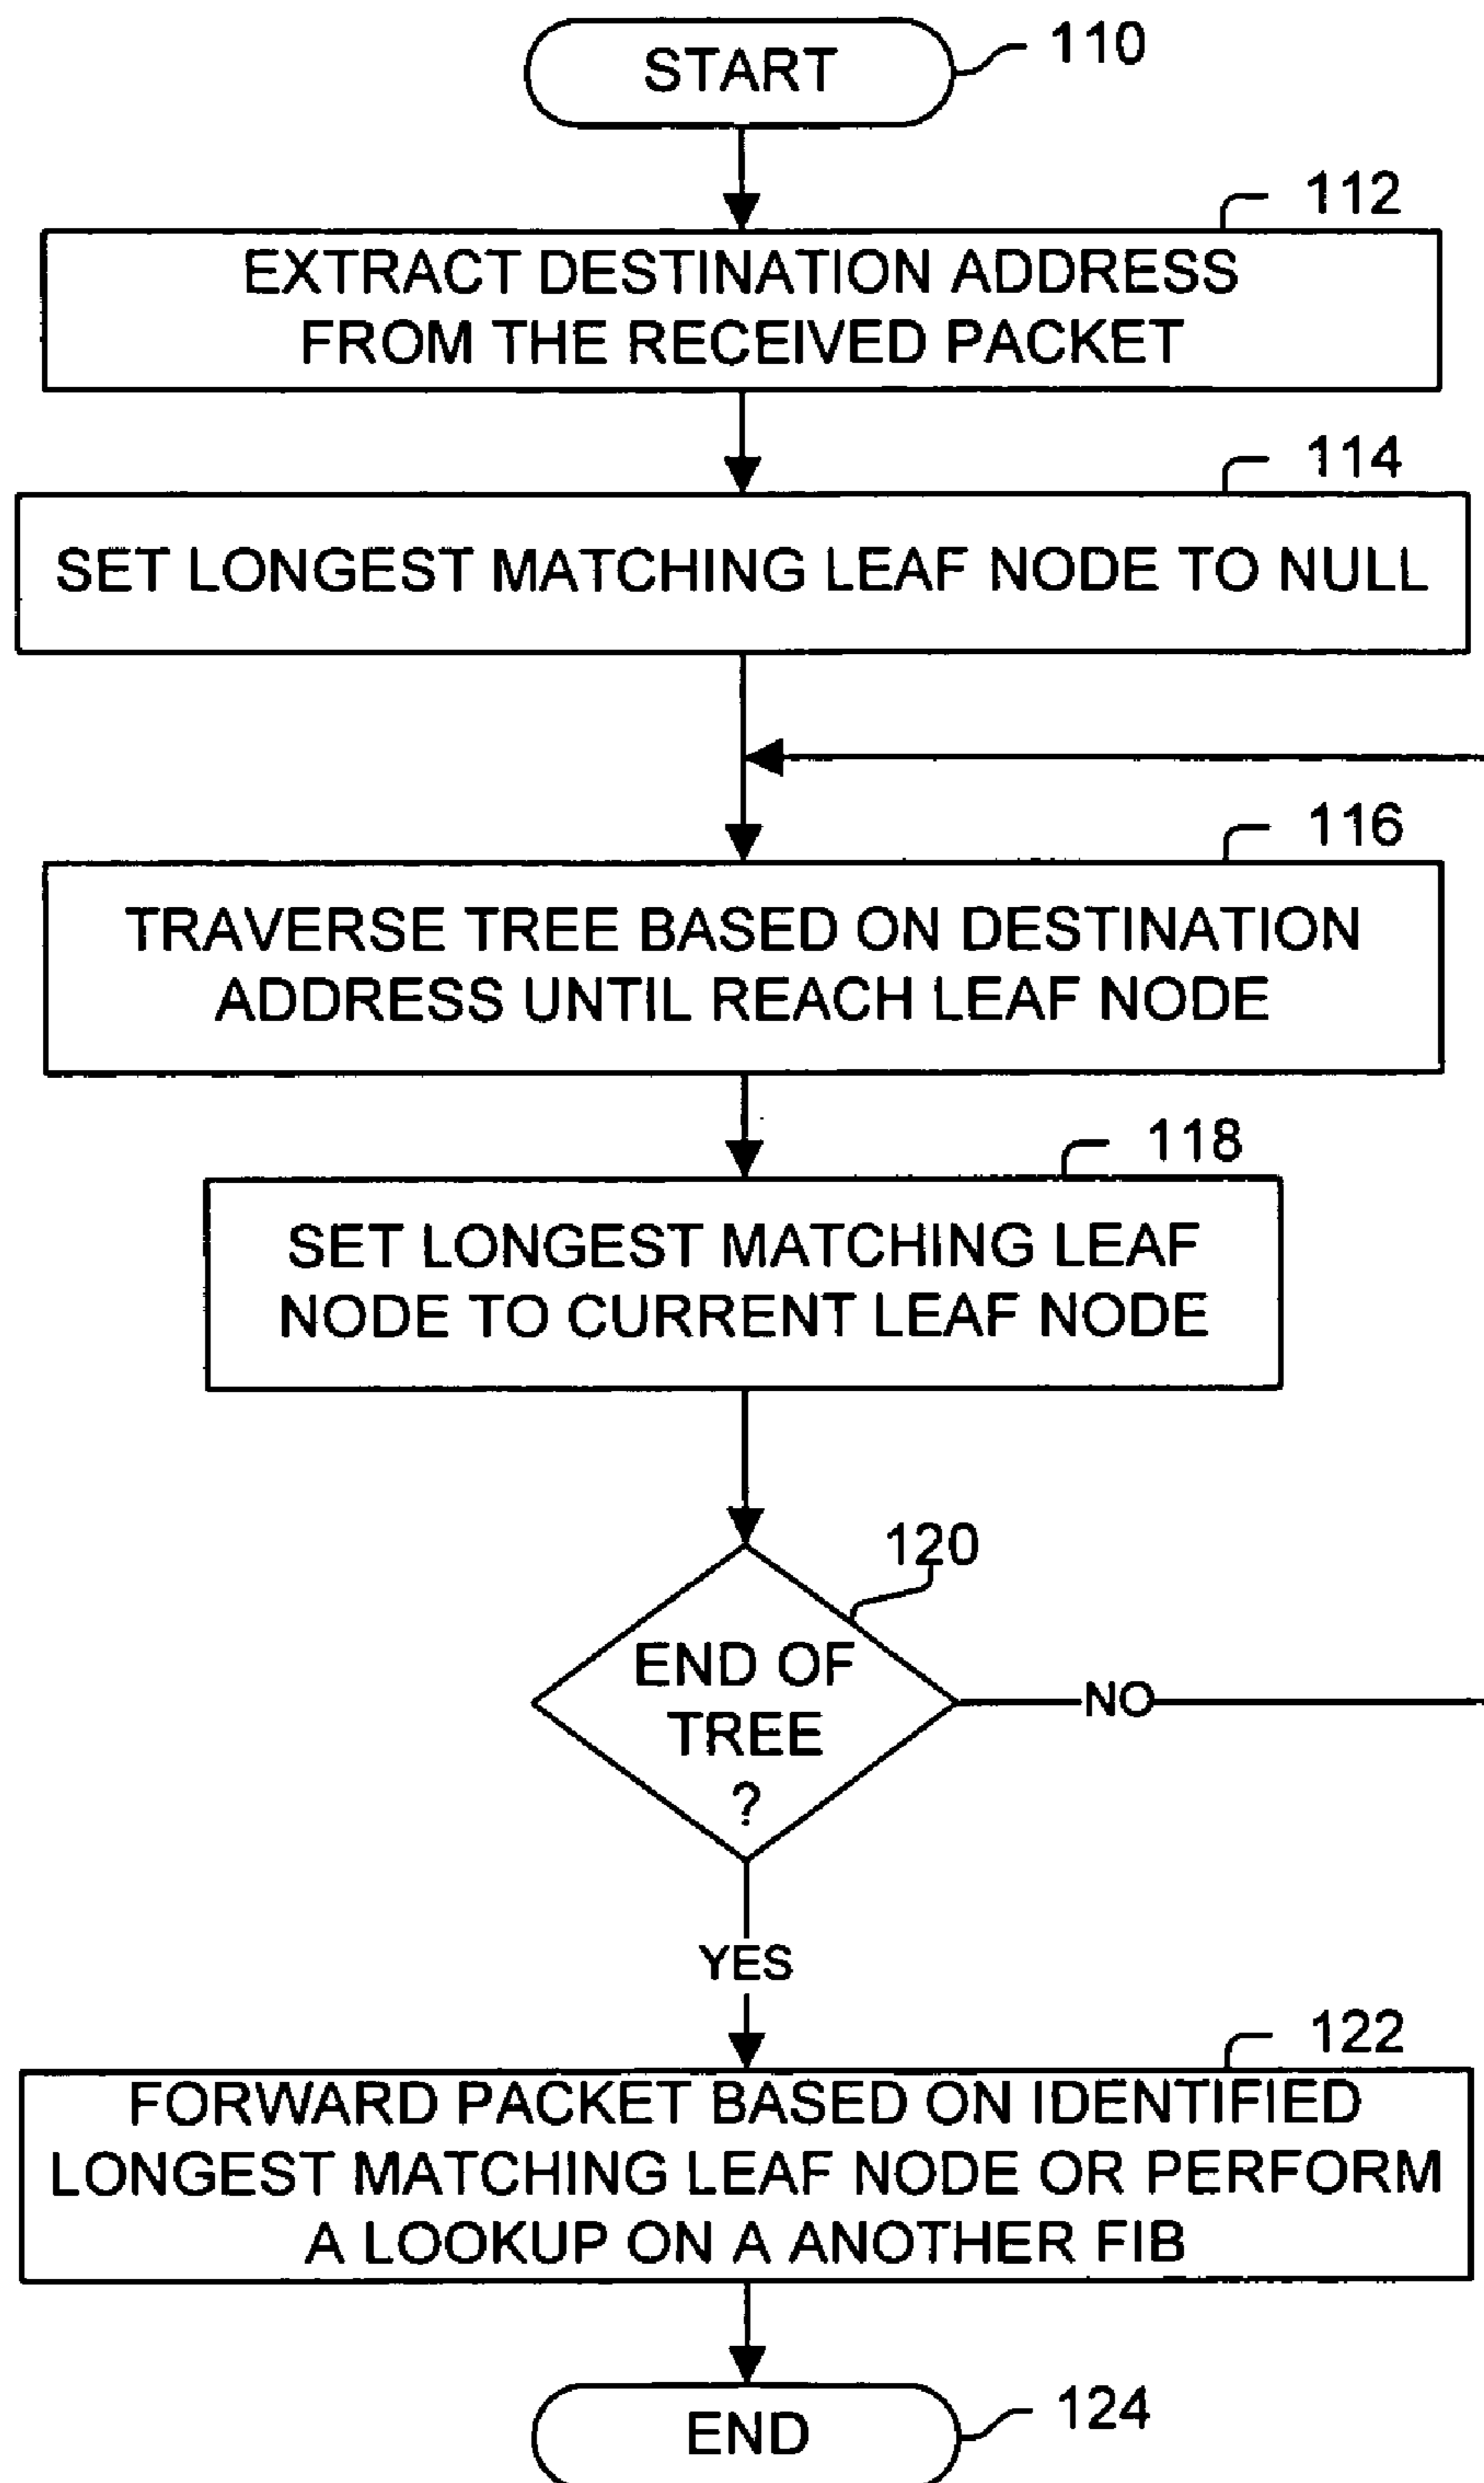 START
110
112
EXTRACT DESTINATION ADDRESS
FROM THE RECEIVED PACKET
114
SET LONGEST MATCHING LEAF NODE TO NULL
116
TRAVERSE TREE BASED ON DESTINATION
ADDRESS UNTIL REACH LEAF NODE
118
SET LONGEST MATCHING LEAF
NODE TO CURRENT LEAF NODE
120
END OF
TREE
?
NO
YES
122
FORWARD PACKET BASED ON IDENTIFIED
LONGEST MATCHING LEAF NODE OR PERFORM
A LOOKUP ON A ANOTHER FIB
END
124